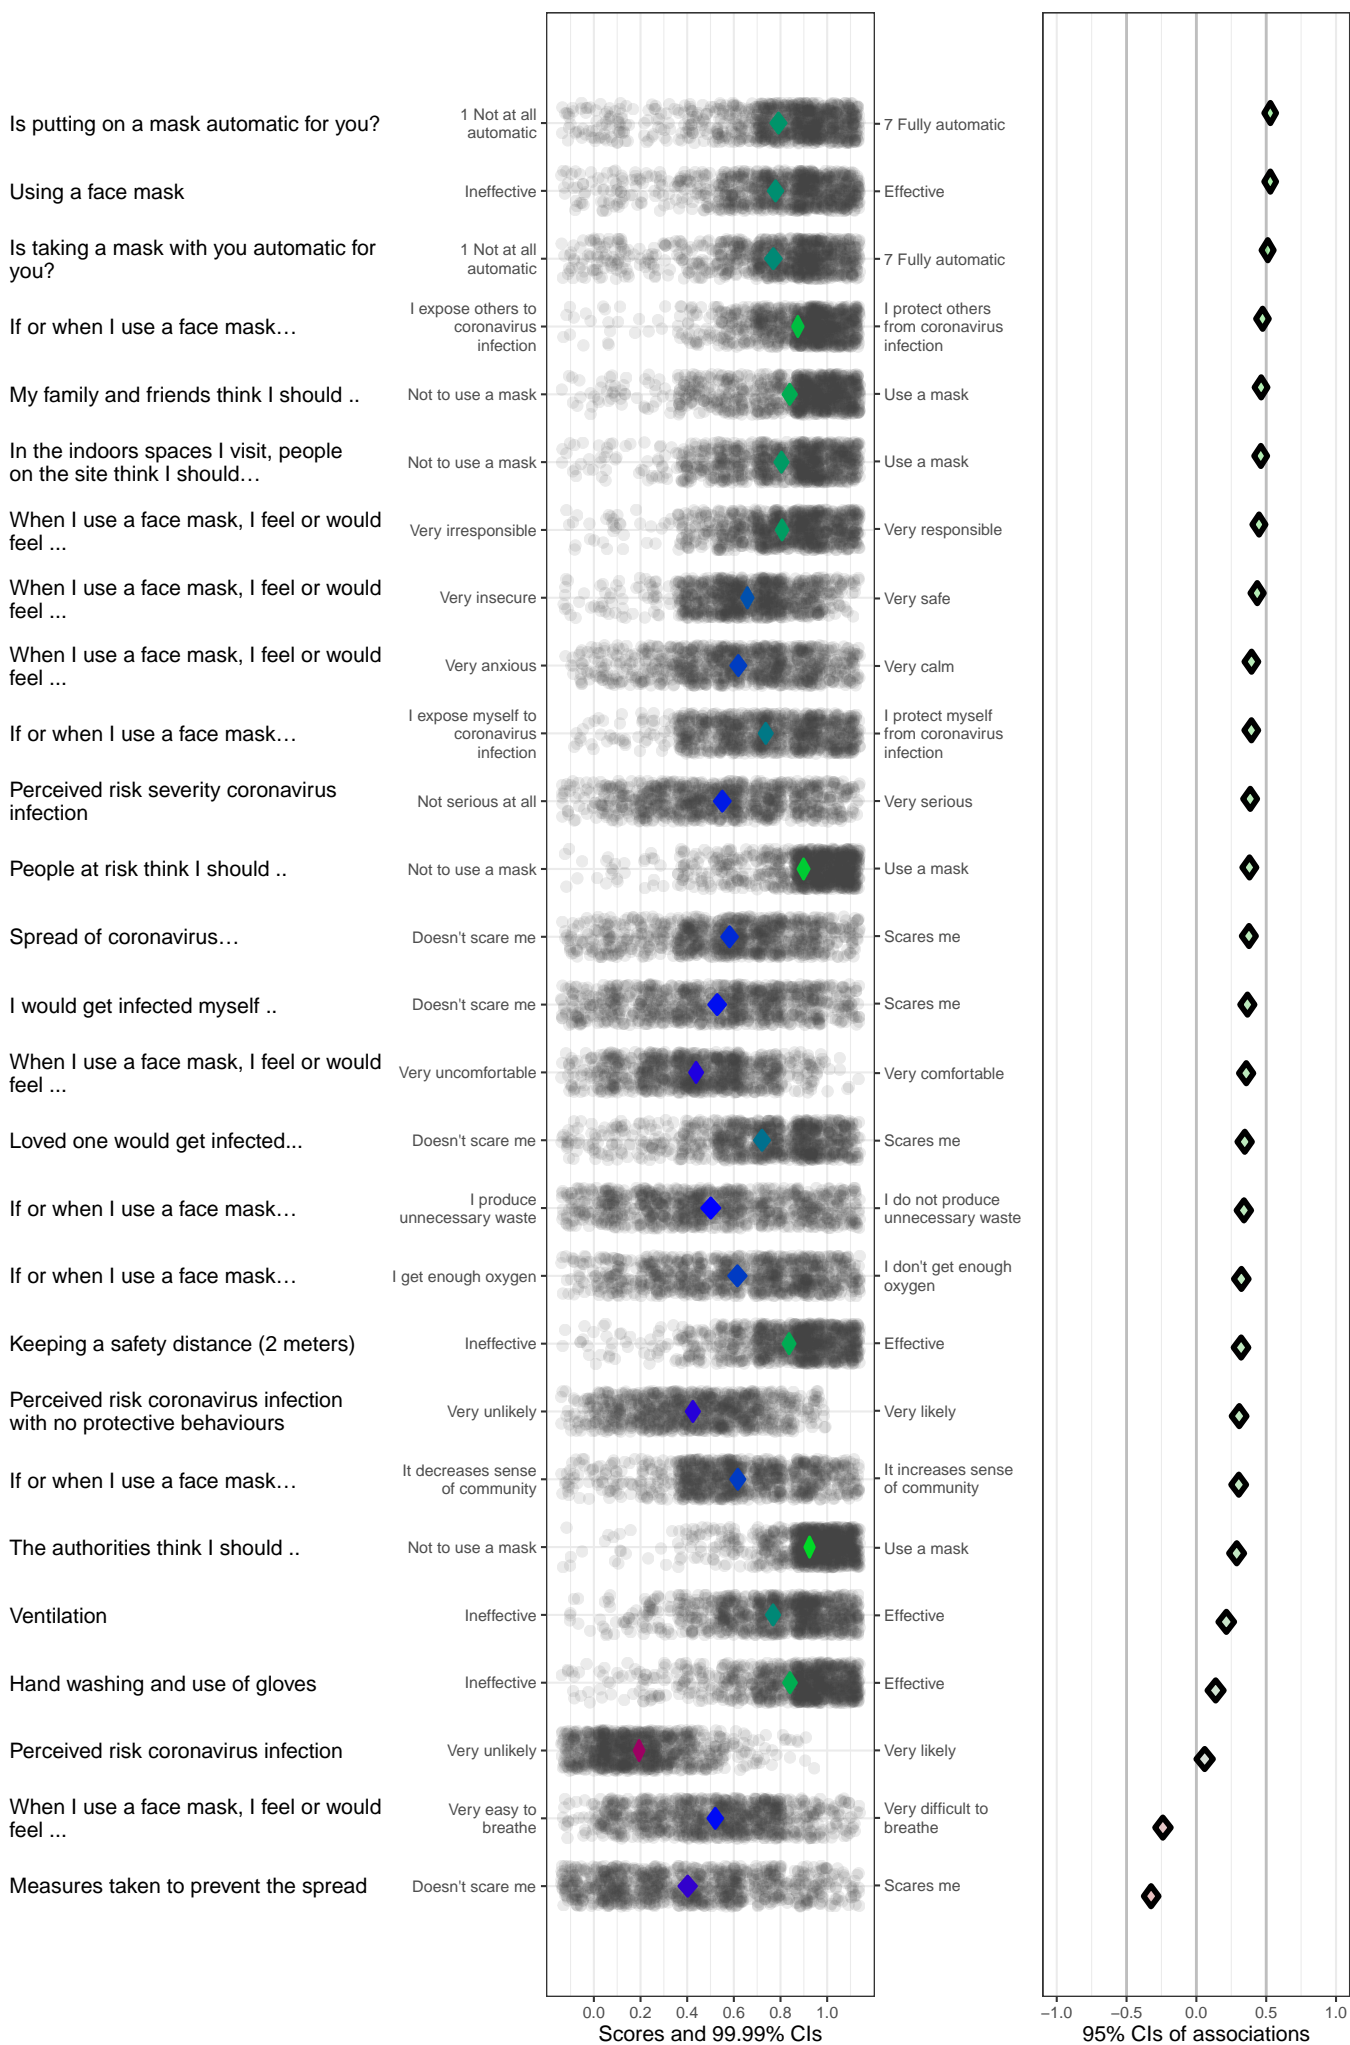 Is putting on a mask automatic for you?
1 Not at all
automatic
7 Fully automatic
Using a face mask
Ineffective
Effective
Is taking a mask with you automatic for
you?
1 Not at all
automatic
7 Fully automatic
If or when I use a face mask…
I expose others to
coronavirus
infection
I protect others
from coronavirus
infection
My family and friends think I should ..
Not to use a mask
Use a mask
In the indoors spaces I visit, people
on the site think I should…
Not to use a mask
Use a mask
When I use a face mask, I feel or would
feel ...
Very irresponsible
Very responsible
When I use a face mask, I feel or would
feel ...
Very insecure
Very safe
When I use a face mask, I feel or would
feel ...
Very anxious
Very calm
If or when I use a face mask…
I expose myself to
coronavirus
infection
I protect myself
from coronavirus
infection
Perceived risk severity coronavirus
infection
Not serious at all
Very serious
People at risk think I should ..
Not to use a mask
Use a mask
Spread of coronavirus…
Doesn't scare me
Scares me
I would get infected myself ..
Doesn't scare me
Scares me
When I use a face mask, I feel or would
feel ...
Very uncomfortable
Very comfortable
Loved one would get infected...
Doesn't scare me
Scares me
If or when I use a face mask…
I produce
unnecessary waste
I do not produce
unnecessary waste
If or when I use a face mask…
I get enough oxygen
I don't get enough
oxygen
Keeping a safety distance (2 meters)
Ineffective
Effective
Perceived risk coronavirus infection
with no protective behaviours
Very unlikely
Very likely
If or when I use a face mask…
It decreases sense
of community
It increases sense
of community
The authorities think I should ..
Not to use a mask
Use a mask
Ventilation
Ineffective
Effective
Hand washing and use of gloves
Ineffective
Effective
Perceived risk coronavirus infection
Very unlikely
Very likely
When I use a face mask, I feel or would
feel ...
Very easy to
breathe
Very difficult to
breathe
Measures taken to prevent the spread
Doesn't scare me
Scares me
0.0 0.2 0.4 0.6 0.8 1.0
Scores and 99.99% CIs
−1.0 −0.5 0.0 0.5 1.0
95% CIs of associations